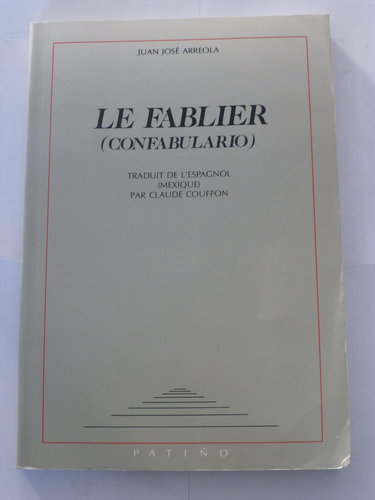 JUAN JOSÉ ARREOLA
LE FABLIER
(CONFABULARIO)
TRADUIT DE L'ESPAGNOL
(MEXIQUE)
PAR CLAUDE COUFFON
PATIÑO